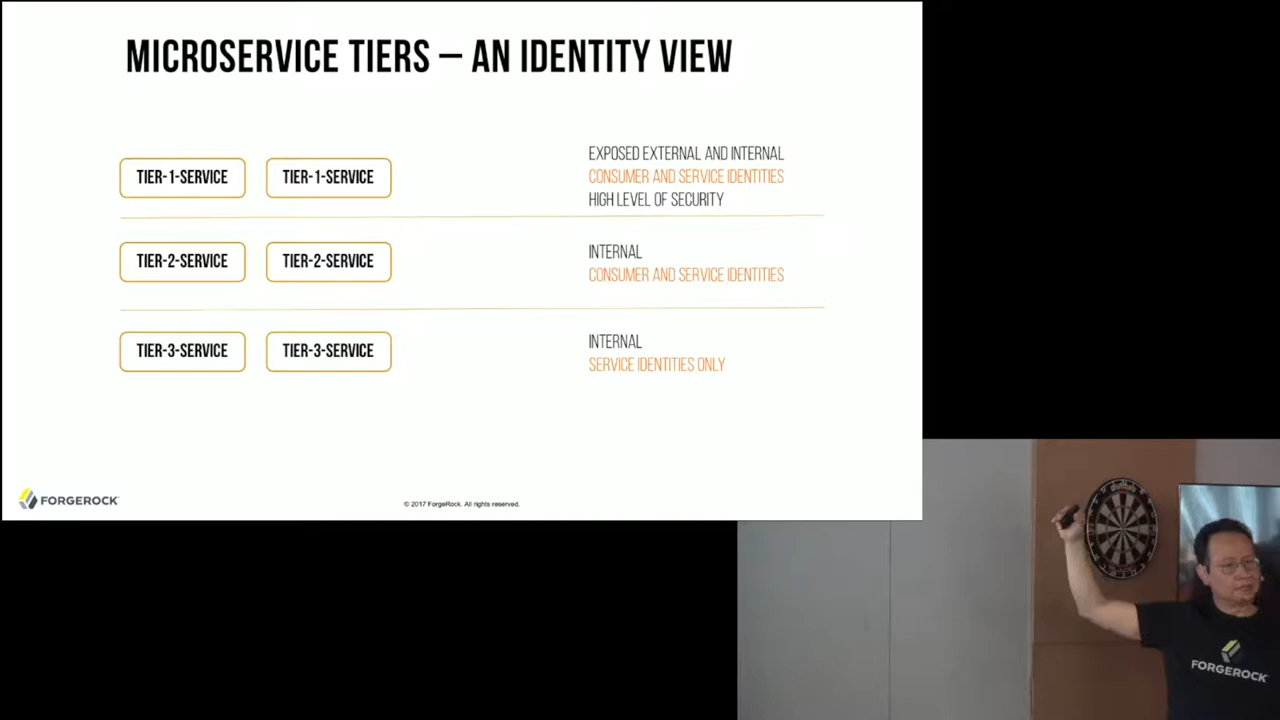 MICROSERVICE TIERS – AN IDENTITY VIEW
TIER-1-SERVICE TIER-1-SERVICE
EXPOSED EXTERNAL AND INTERNAL
CONSUMER AND SERVICE IDENTITIES
HIGH LEVEL OF SECURITY
TIER-2-SERVICE TIER-2-SERVICE
INTERNAL
CONSUMER AND SERVICE IDENTITIES
TIER-3-SERVICE TIER-3-SERVICE
INTERNAL
SERVICE IDENTITIES ONLY
FORGEROCK
© 2017 ForgeRock. All rights reserved.
FORGEROCK